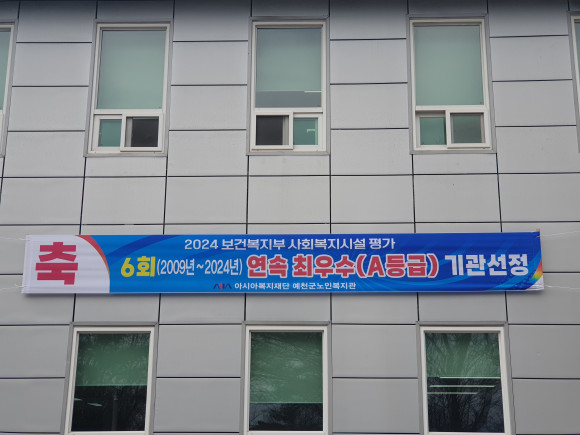 축
2024 보건복지부 사회복지시설 평가
6회(2009년~2024년) 연속 최우수(A등급) 기관선정
아시아복지재단 예천군노인복지관